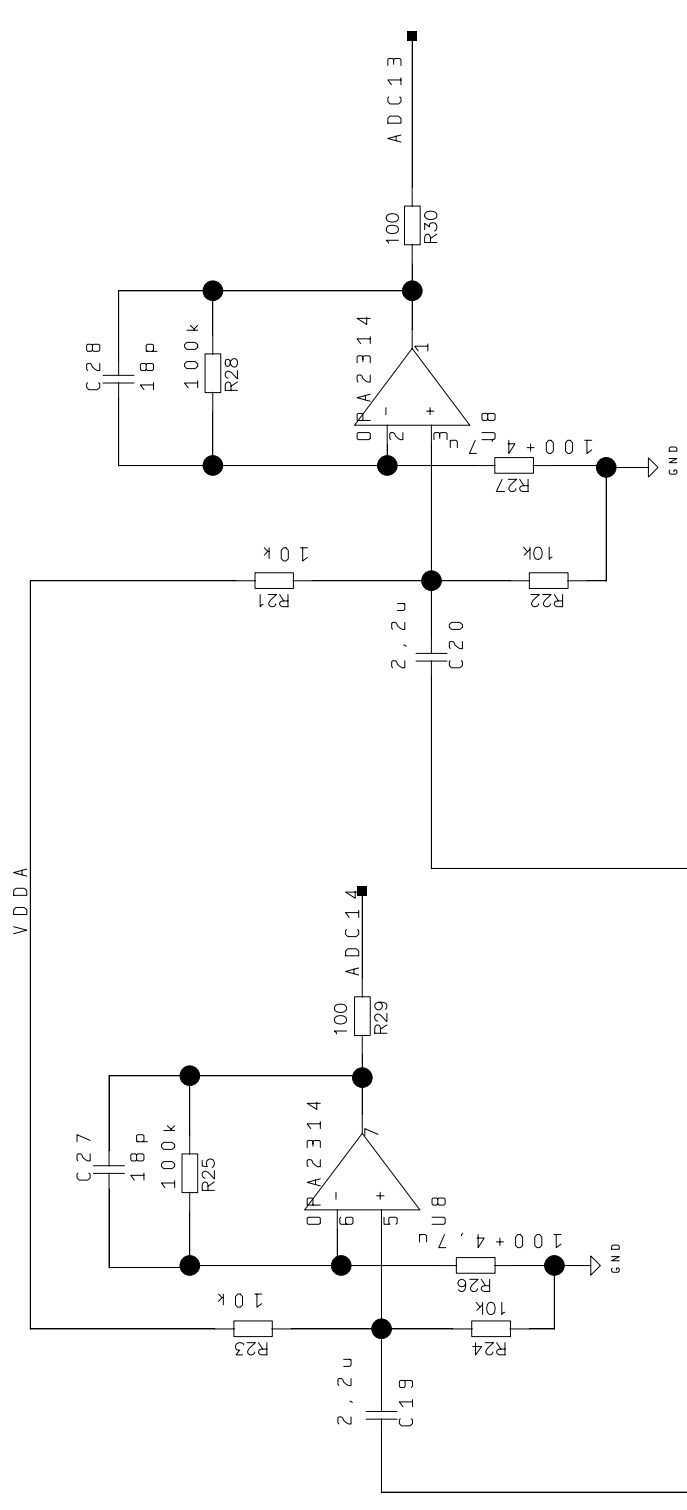 ADC13
100
R30
C28
18p
100k
R28
OPA2314
1
-
+
2
3
U8
100+4,7u
R27
GND
10k
R21
10k
R22
2,2u
C20
VDDA
ADC14
100
R29
C27
18p
100k
R25
OPA2314
7
-
+
6
5
U8
100+4,7u
R26
GND
10k
R23
10k
R24
2,2u
C19